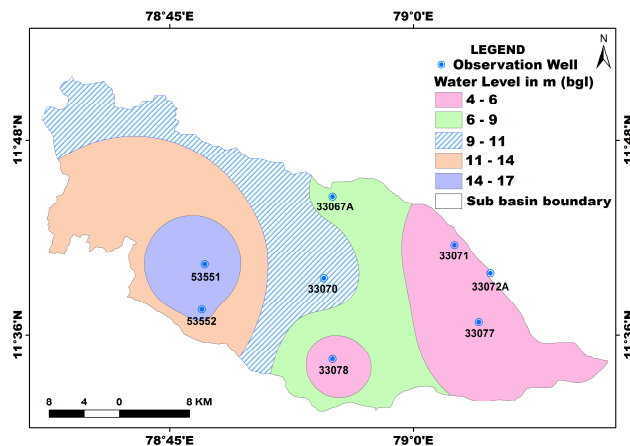 78°45'E 79°0'E
N
LEGEND
Observation Well
Water Level in m (bgl)
4 - 6
6 - 9
9 - 11
11 - 14
14 - 17
Sub basin boundary
11°48'N 11°48'N
33067A
33071
53551
33070
33072A
53552
33077
11°36'N 11°36'N
33078
8 4 0 8 KM
78°45'E 79°0'E